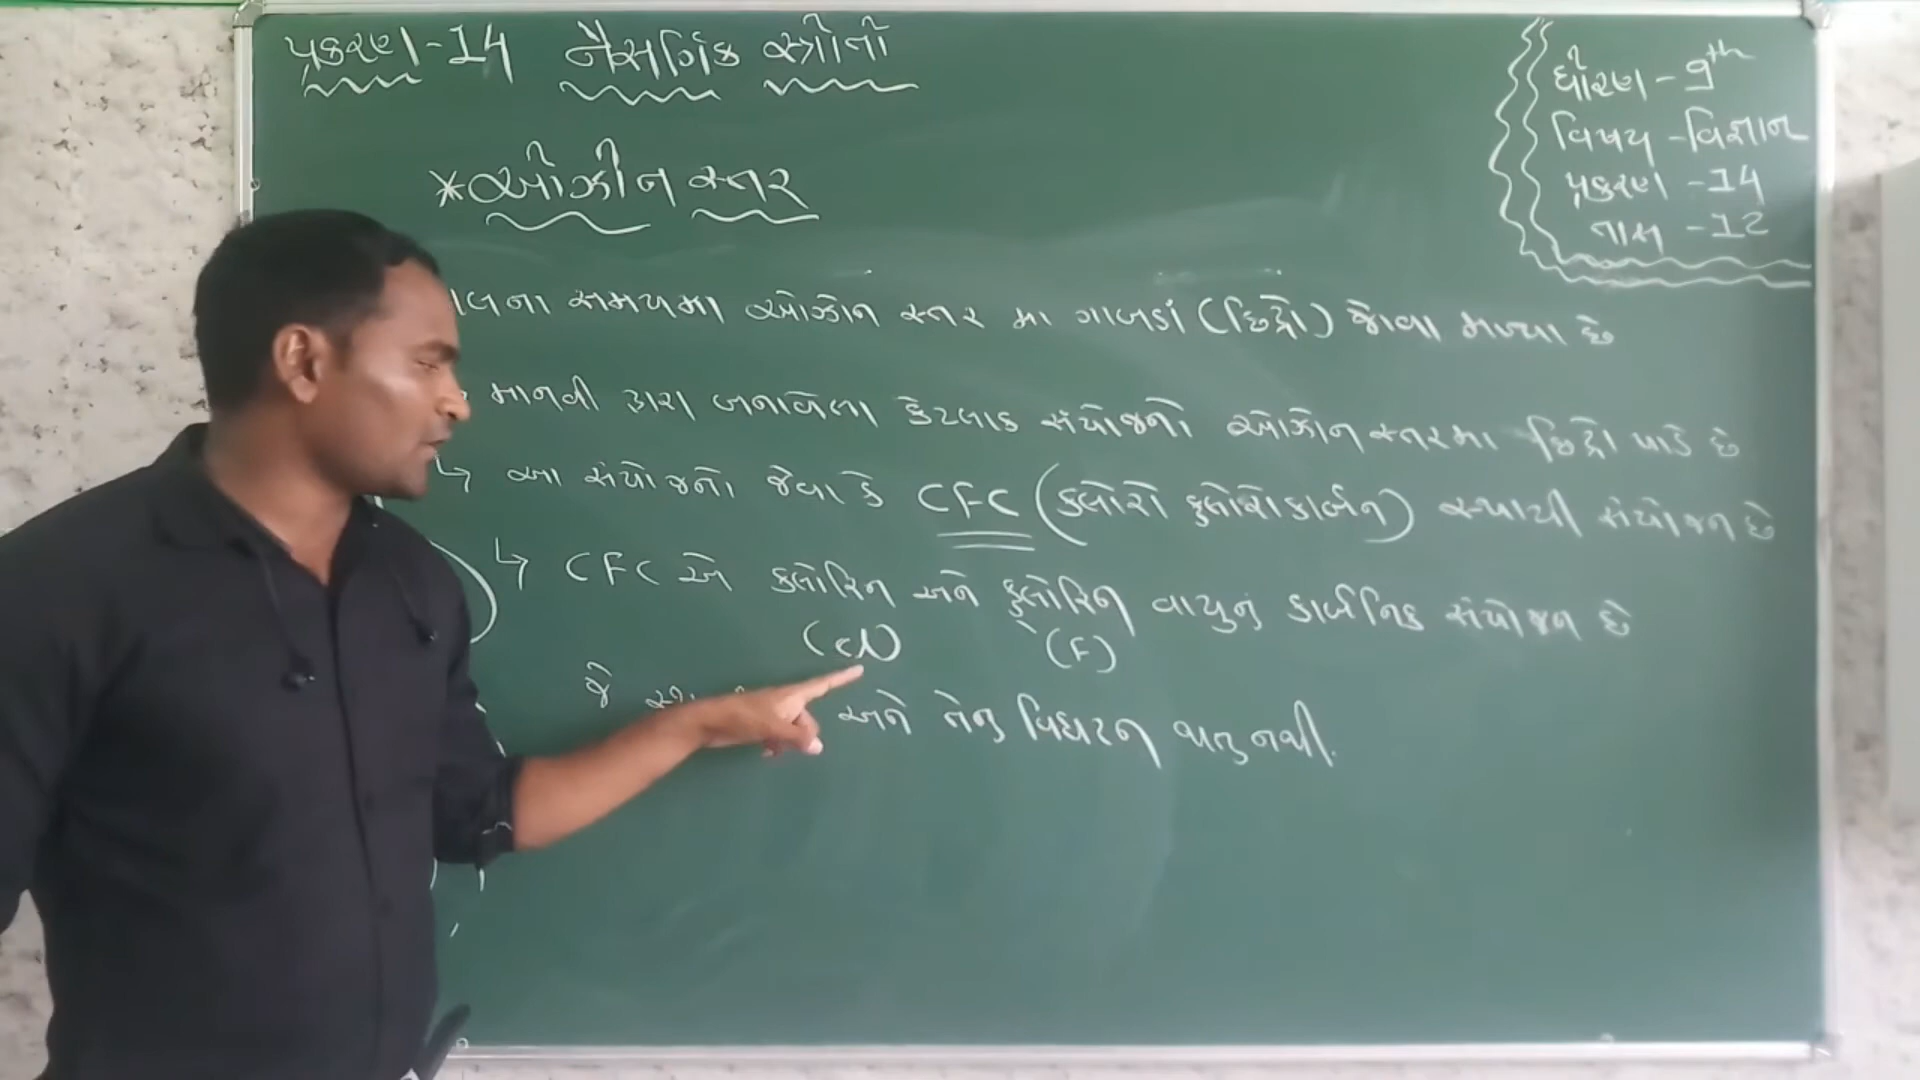 પ્રકરણ-14 નૈસર્ગિક સ્ત્રોતો
ધોરણ - 9th
વિષય - વિજ્ઞાન
પ્રકરણ - 14
તાસ - 12
*ઓઝોન સ્તર
સમયમા ઓઝોન સ્તર મા ગાબડાં (છિદ્રો) જોવા મળ્યા છે
માનવી દ્વારા બનાવેલા કેટલાક સંયોજનો ઓઝોન સ્તરમા છિદ્રો પાડે છે
↳ આ સંયોજનો જેવા કે CFC (ક્લોરો ફ્લોરોકાર્બન) સ્થાયી સંયોજન છે
↳ CFC એ ક્લોરિન અને ફ્લોરિન વાયુનું કાર્બનિક સંયોજન છે
(Cl) (F)
જે અને તેનુ વિઘટન થતુ નથી.